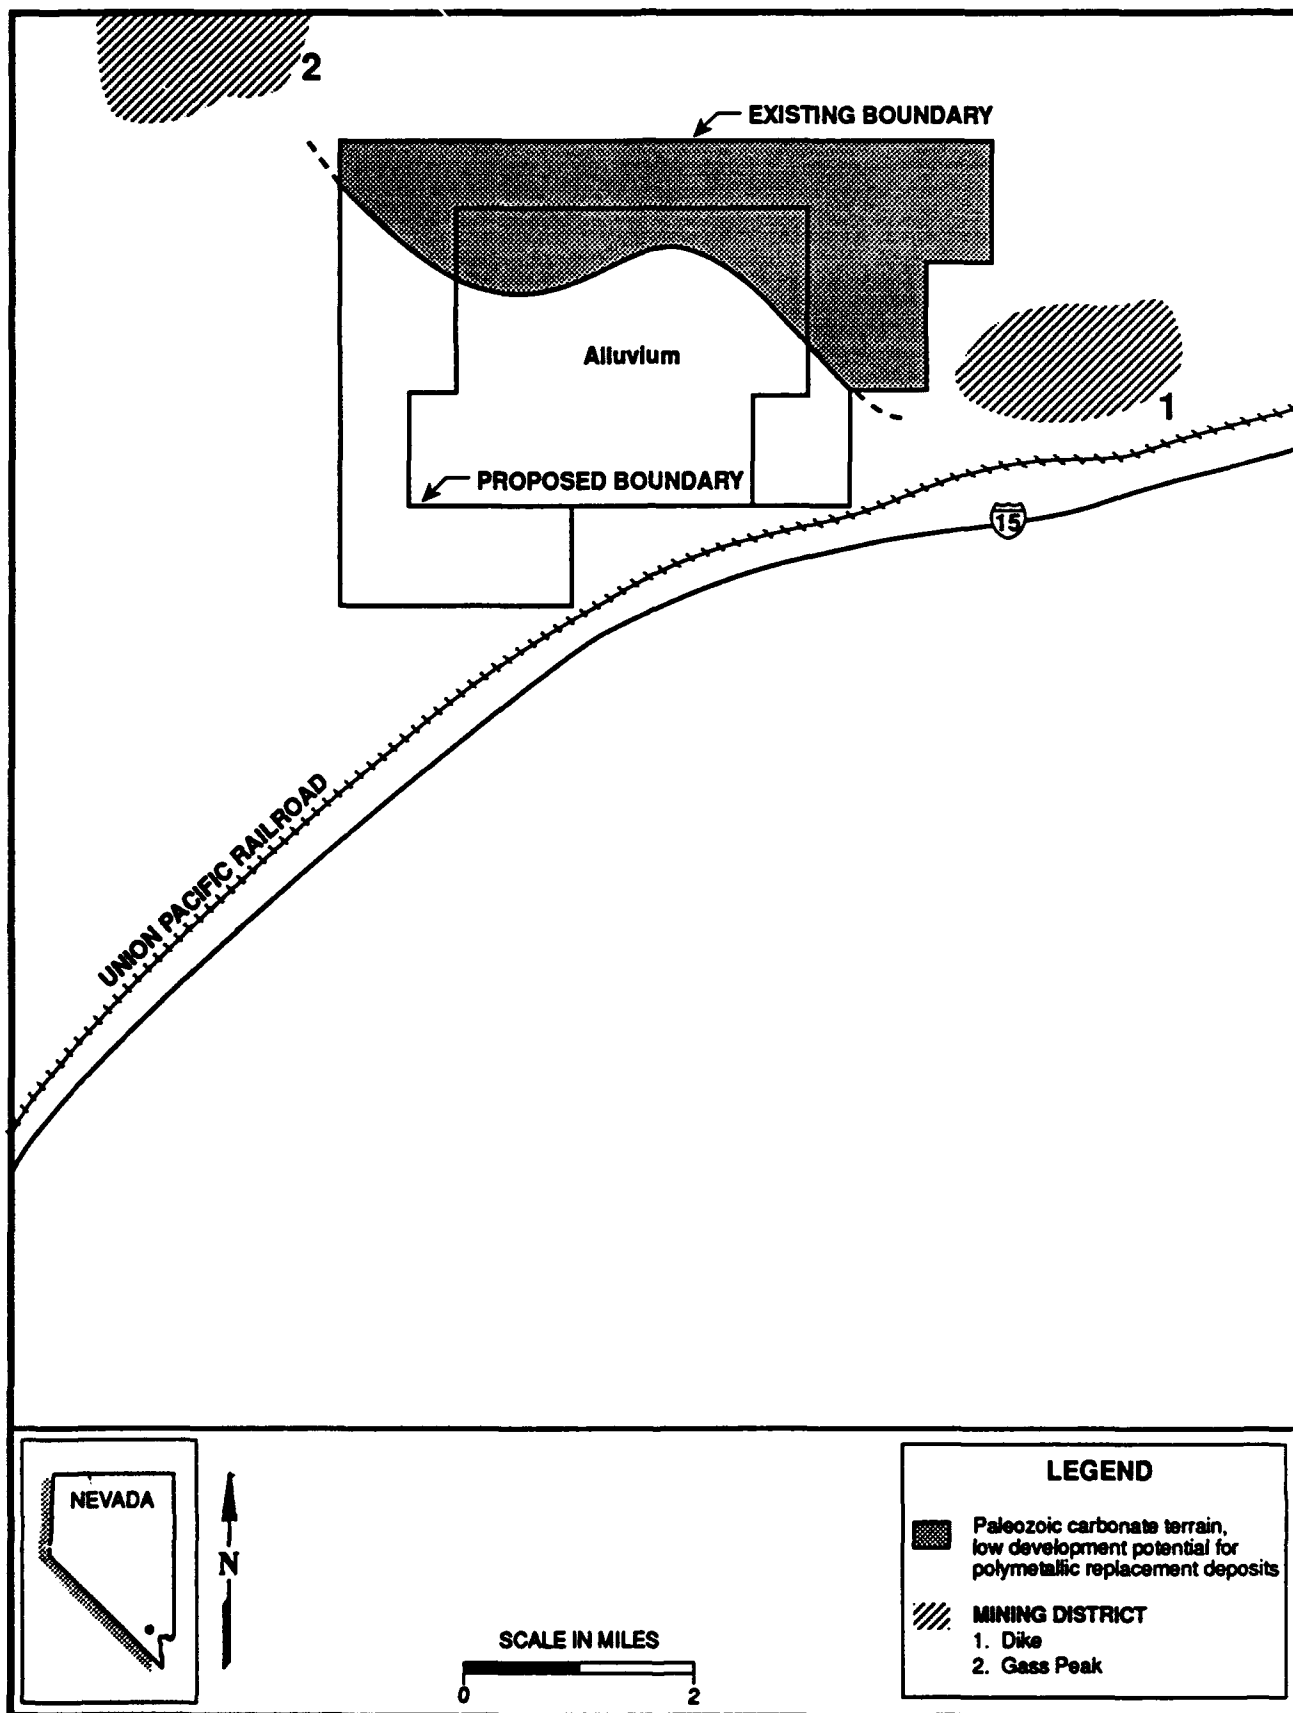 2
EXISTING BOUNDARY
Alluvium
1
PROPOSED BOUNDARY
15
UNION PACIFIC RAILROAD
NEVADA
N
SCALE IN MILES
0 2
LEGEND
Paleozoic carbonate terrain,
low development potential for
polymetallic replacement deposits
MINING DISTRICT
1. Dike
2. Gass Peak